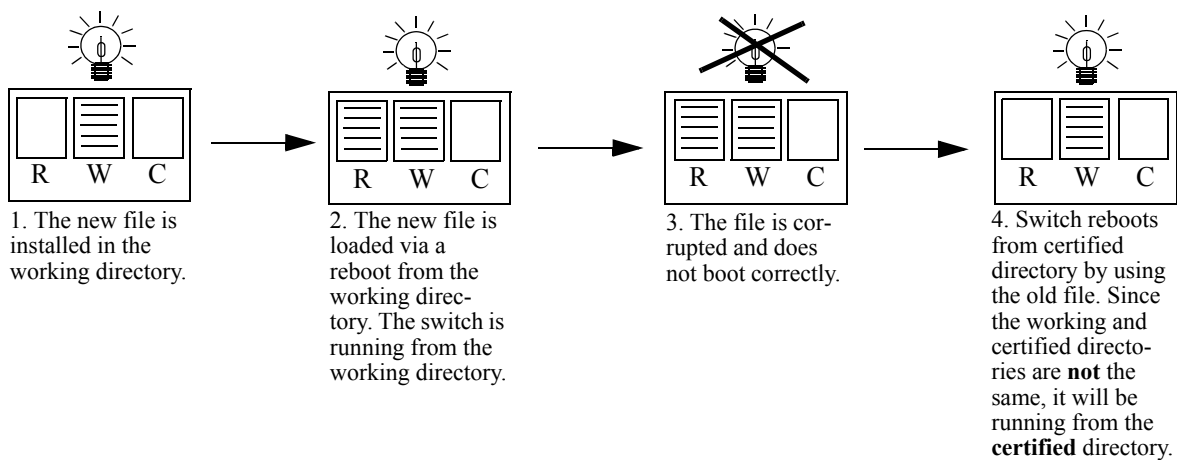 R W C
1. The new file is
installed in the
working directory.
R W C
2. The new file is
loaded via a
reboot from the
working direc-
tory. The switch is
running from the
working directory.
R W C
3. The file is cor-
rupted and does
not boot correctly.
R W C
4. Switch reboots
from certified
directory by using
the old file. Since
the working and
certified directo-
ries are not the
same, it will be
running from the
certified directory.